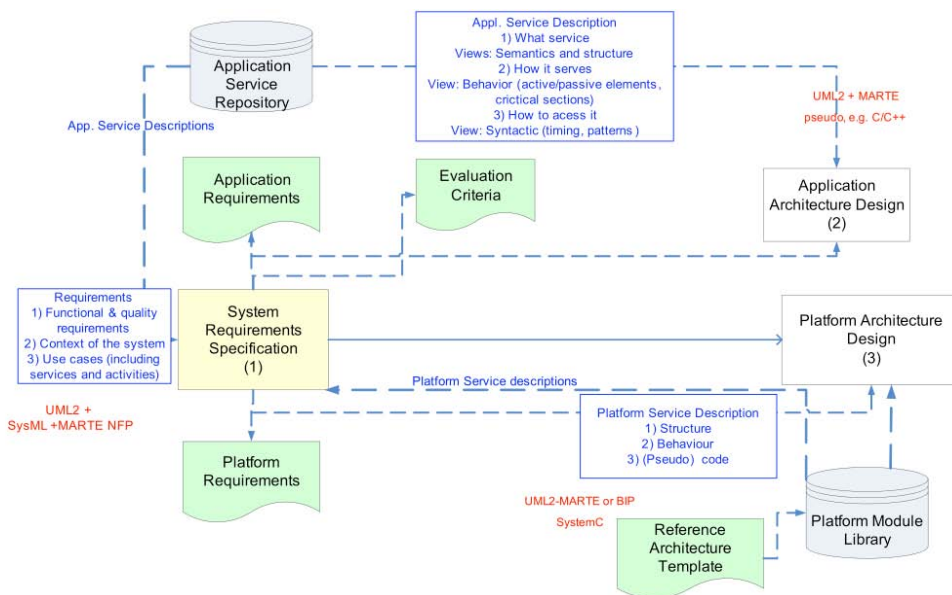 Application
Service
Repository
Appl. Service Description
1) What service
Views: Semantics and structure
2) How it serves
View: Behavior (active/passive elements,
crictical sections)
3) How to acess it
View: Syntactic (timing, patterns )
UML2 + MARTE
pseudo, e.g. C/C++
App. Service Descriptions
Application
Requirements
Evaluation
Criteria
Application
Architecture Design
(2)
Requirements
1) Functional & quality
requirements
2) Context of the system
3) Use cases (including
services and activities)
System
Requirements
Specification
(1)
Platform Architecture
Design
(3)
Platform Service descriptions
UML2 +
SysML +MARTE NFP
Platform Service Description
1) Structure
2) Behaviour
3) (Pseudo) code
Platform
Requirements
UML2-MARTE or BIP
SystemC
Reference
Architecture
Template
Platform Module
Library